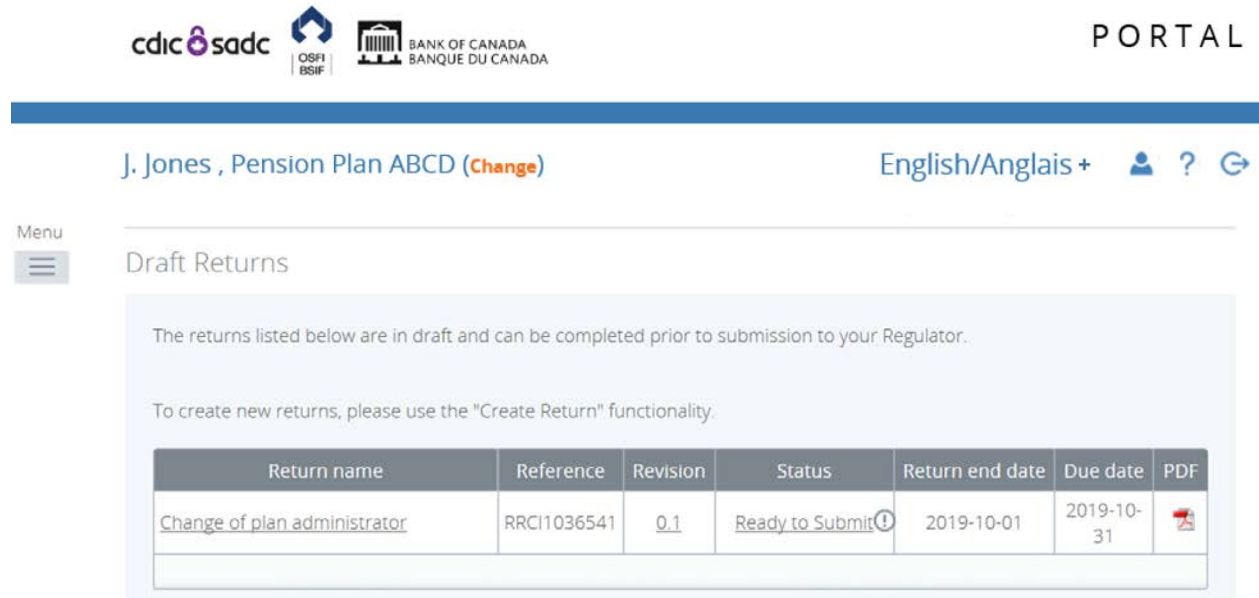 cdic sadc
OSFI
BSIF
BANK OF CANADA
BANQUE DU CANADA
PORTAL
J. Jones , Pension Plan ABCD (Change)
English/Anglais +
?
Menu
Draft Returns
The returns listed below are in draft and can be completed prior to submission to your Regulator.
To create new returns, please use the "Create Return" functionality.
Return name Reference Revision Status Return end date Due date PDF
Change of plan administrator RRCI1036541 0.1 Ready to Submit 2019-10-01 2019-10-
31